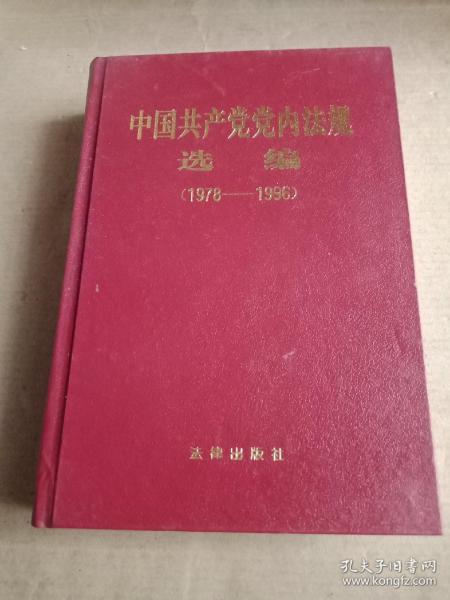 中国共产党党内法规
选编
(1978——1996)
法律出版社
孔夫子旧书网
www.kongfz.com